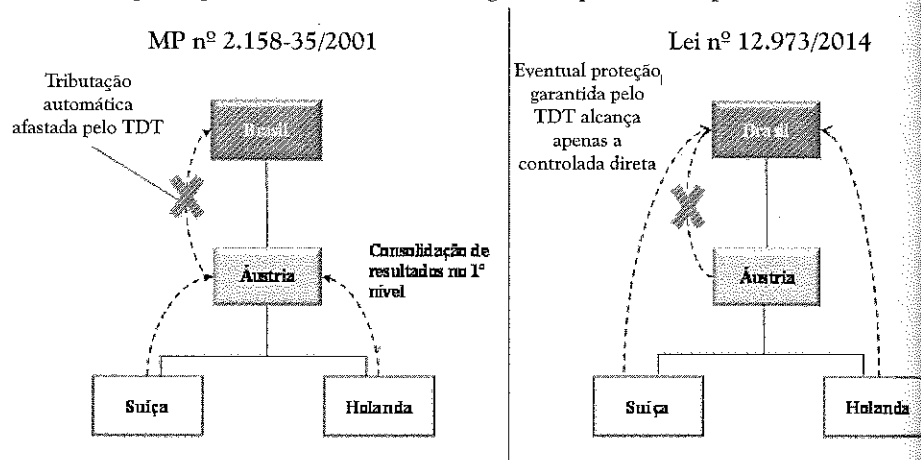 MP nº 2.158-35/2001
Tributação
automática
afastada pelo TDT
Brasil
Áustria
Consolidação de
resultados no 1º
nível
Suíça
Holanda
Lei nº 12.973/2014
Eventual proteção
garantida pelo
TDT alcança
apenas a
controlada direta
Brasil
Áustria
Suíça
Holanda